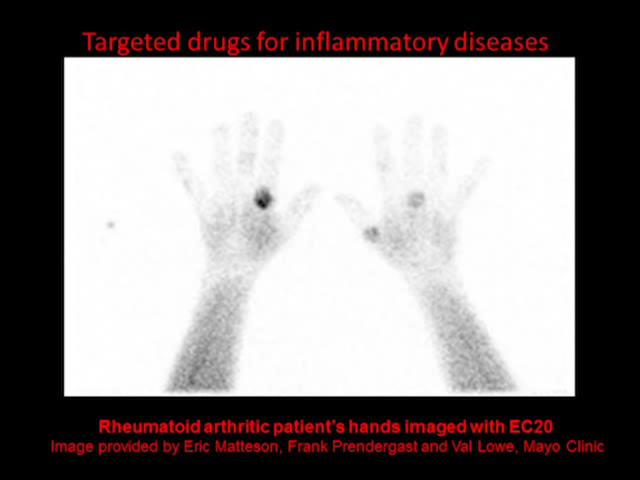 Targeted drugs for inflammatory diseases
Rheumatoid arthritic patient's hands imaged with EC20
Image provided by Eric Matteson, Frank Prendergast and Val Lowe, Mayo Clinic